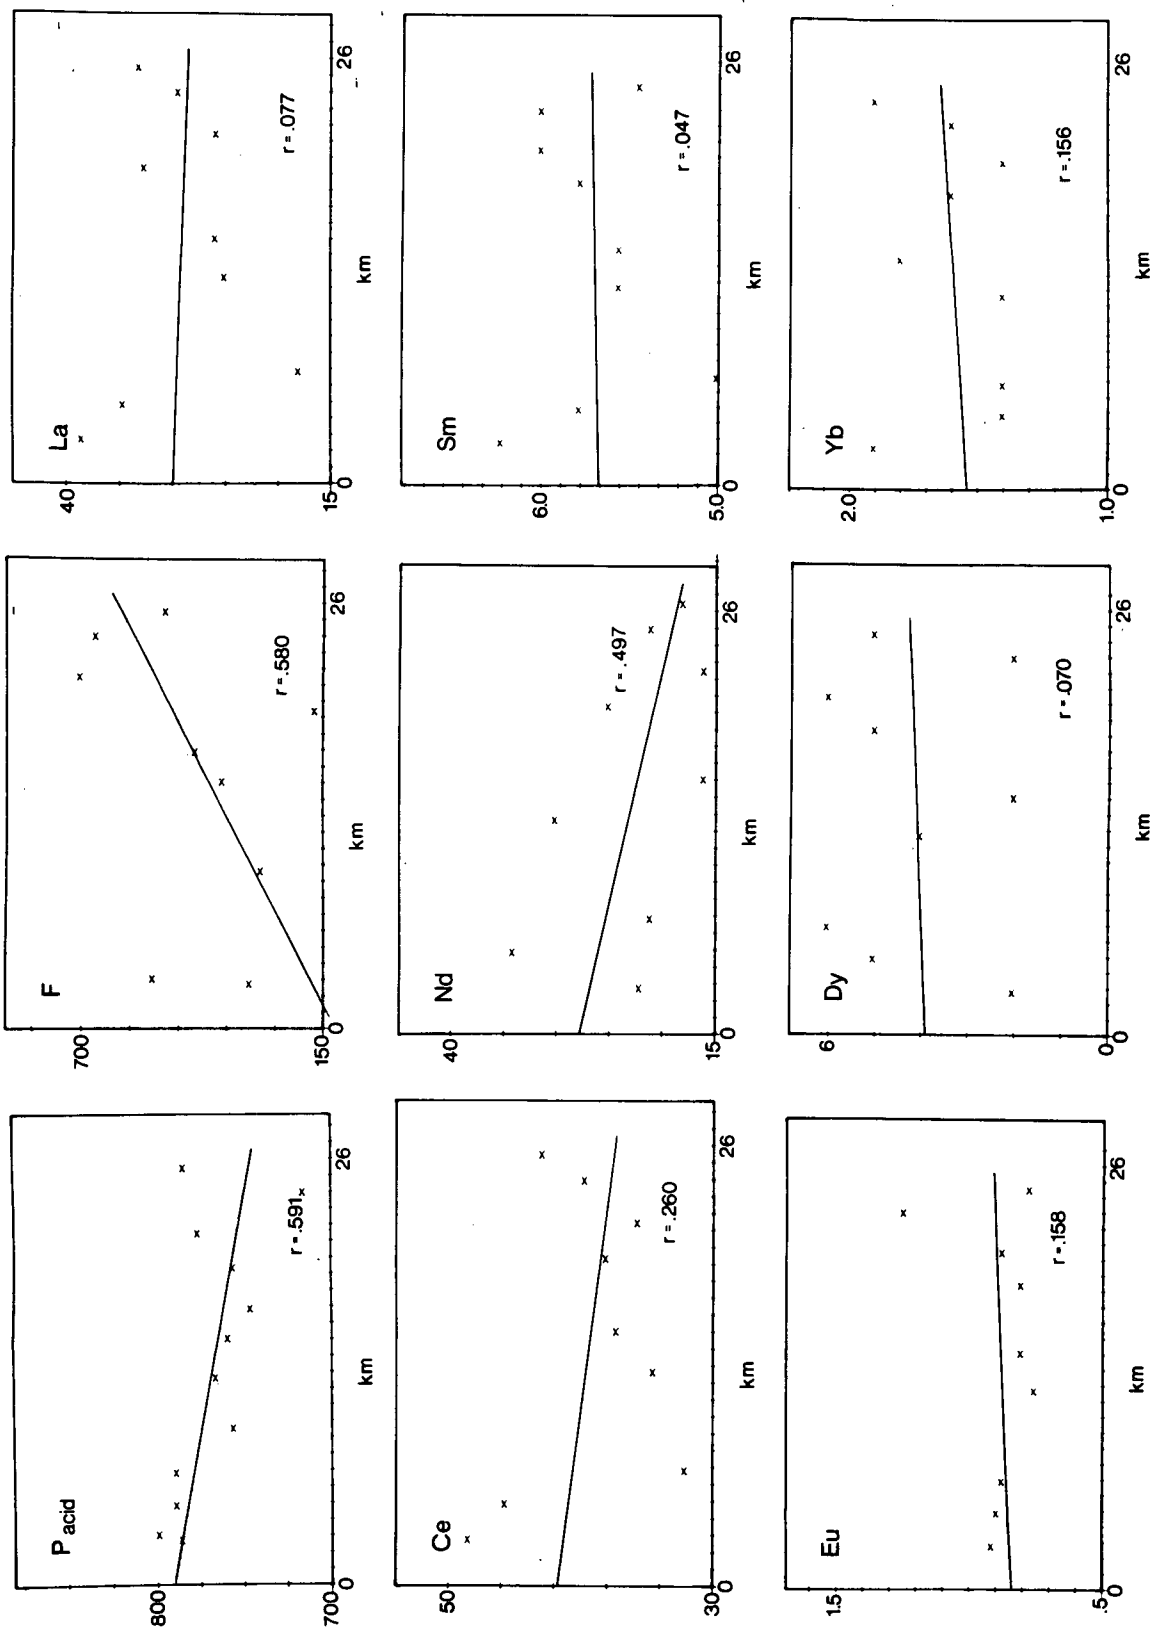 P acid
800
r = .591
700
0
26
km
F
700
r = .580
150
0
26
km
La
40
r = .077
15
0
26
km
Ce
50
r = .260
30
0
26
km
Nd
40
r = .497
15
0
26
km
Sm
6.0
r = .047
5.0
0
26
km
Eu
1.5
r = .158
.5
0
26
km
Dy
6
r = .070
0
0
26
km
Yb
2.0
r = .156
1.0
0
26
km